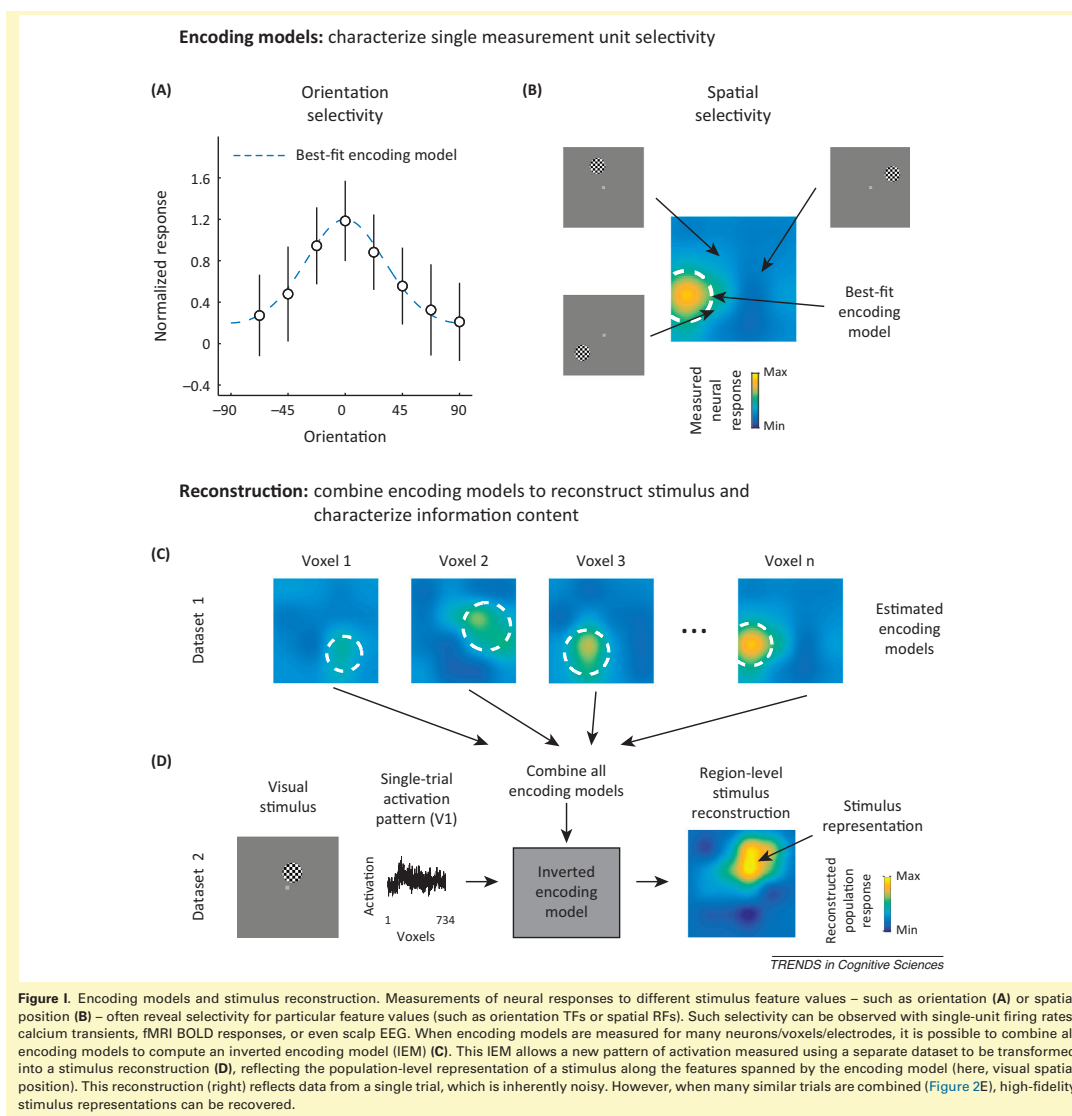 Encoding models: characterize single measurement unit selectivity
(A)
Orientation
selectivity
Best-fit encoding model
Normalized response
1.6
1.2
0.8
0.4
0
–0.4
–90
–45
0
45
90
Orientation
(B)
Spatial
selectivity
Best-fit
encoding
model
Measured
neural
response
Max
Min
Reconstruction: combine encoding models to reconstruct stimulus and
characterize information content
(C)
Dataset 1
Voxel 1
Voxel 2
Voxel 3
...
Voxel n
Estimated
encoding
models
(D)
Dataset 2
Visual
stimulus
Single-trial
activation
pattern (V1)
Activation
1
734
Voxels
Combine all
encoding models
Inverted
encoding
model
Region-level
stimulus
reconstruction
Stimulus
representation
Reconstructed
population
response
Max
Min
TRENDS in Cognitive Sciences
Figure I. Encoding models and stimulus reconstruction. Measurements of neural responses to different stimulus feature values – such as orientation (A) or spatia
position (B) – often reveal selectivity for particular feature values (such as orientation TFs or spatial RFs). Such selectivity can be observed with single-unit firing rates
calcium transients, fMRI BOLD responses, or even scalp EEG. When encoding models are measured for many neurons/voxels/electrodes, it is possible to combine al
encoding models to compute an inverted encoding model (IEM) (C). This IEM allows a new pattern of activation measured using a separate dataset to be transformed
into a stimulus reconstruction (D), reflecting the population-level representation of a stimulus along the features spanned by the encoding model (here, visual spatia
position). This reconstruction (right) reflects data from a single trial, which is inherently noisy. However, when many similar trials are combined (Figure 2E), high-fidelity
stimulus representations can be recovered.